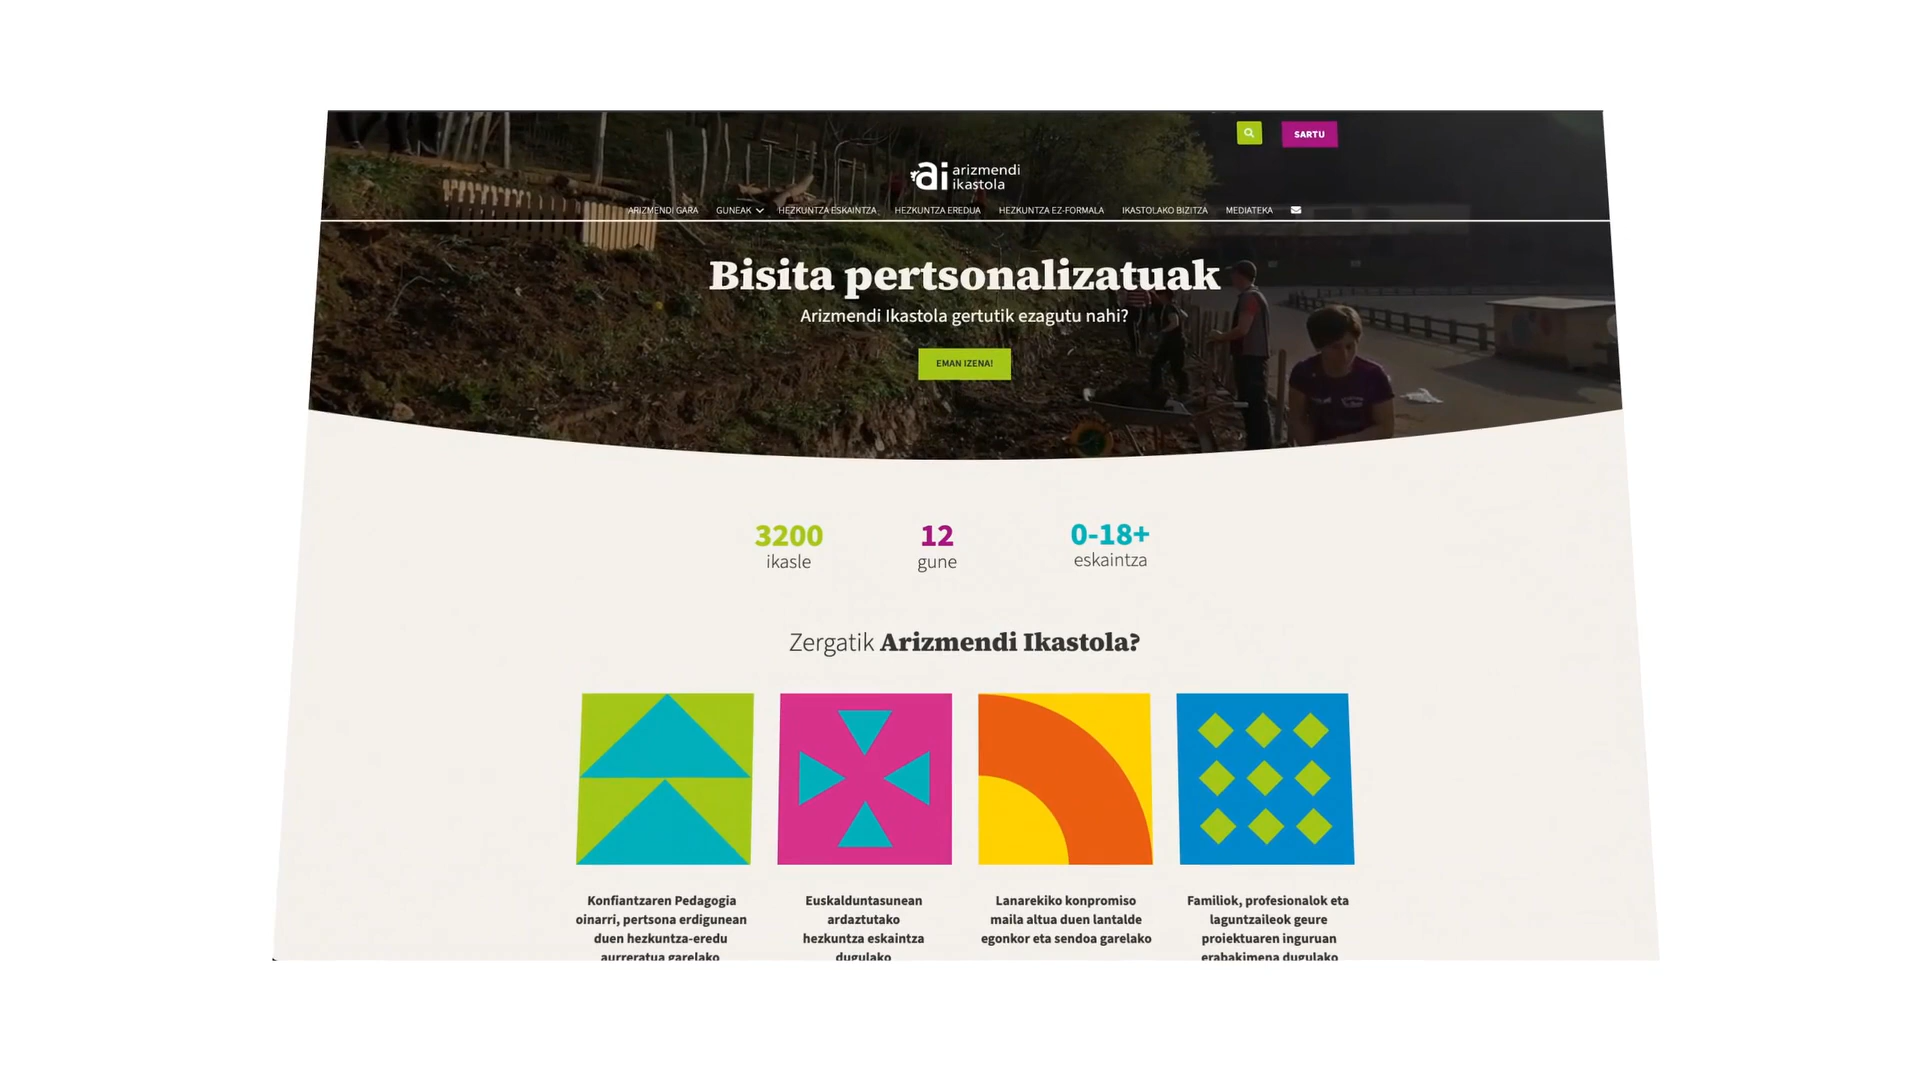 SARTU
ai arizmendi
ikastola
ARIZMENDI GARA GUNEAK HEZKUNTZA ESKAINTZA HEZKUNTZA EREDUA HEZKUNTZA EZ-FORMALA IKASTOLAKO BIZITZA MEDIATEKA
Bisita pertsonalizatuak
Arizmendi Ikastola gertutik ezagutu nahi?
EMAN IZENA!
3200 12 0-18+
ikasle gune eskaintza
Zergatik Arizmendi Ikastola?
Konfiantzaren Pedagogia
oinarri, pertsona erdigunean
duen hezkuntza-eredu
aurreratua garelako
Euskalduntasunean
ardaztutako
hezkuntza eskaintza
dugulako
Lanarekiko konpromiso
maila altua duen lantalde
egonkor eta sendoa garelako
Familiok, profesionalok eta
laguntzaileok geure
proiektuaren inguruan
erabakimena dugulako